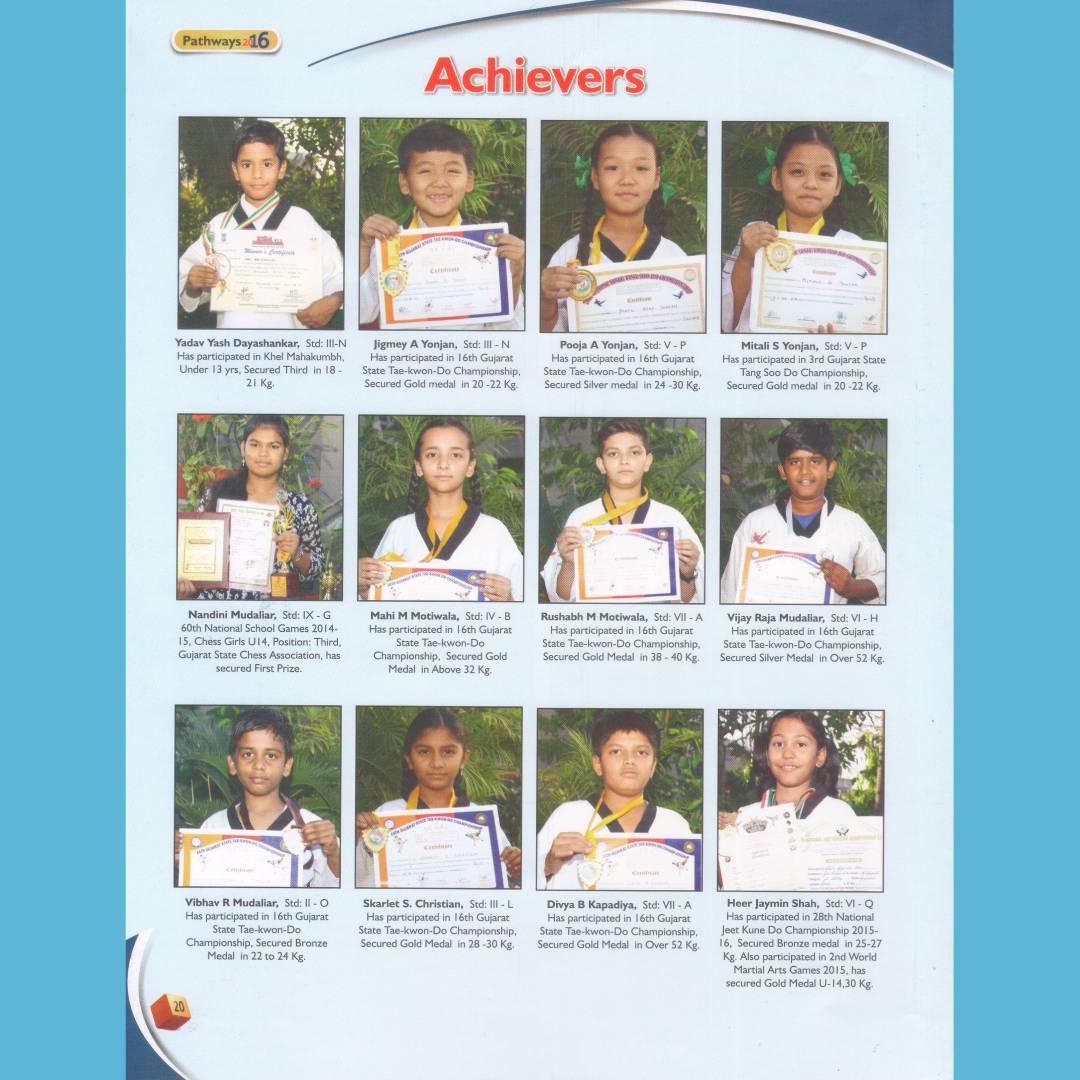 Pathways 2016
Achievers
Yadav Yash Dayashankar, Std: III-N
Has participated in Khel Mahakumbh,
Under 13 yrs, Secured Third in 18 -
21 Kg.
Jigmey A Yonjan, Std: III - N
Has participated in 16th Gujarat
State Tae-kwon-Do Championship,
Secured Gold medal in 20 -22 Kg.
Pooja A Yonjan, Std: V - P
Has participated in 16th Gujarat
State Tae-kwon-Do Championship,
Secured Silver medal in 24 -30 Kg.
Mitali S Yonjan, Std: V - P
Has participated in 3rd Gujarat State
Tang Soo Do Championship,
Secured Gold medal in 20 -22 Kg.
Nandini Mudaliar, Std: IX - G
60th National School Games 2014-
15, Chess Girls U14, Position: Third,
Gujarat State Chess Association, has
secured First Prize.
Mahi M Motiwala, Std: IV - B
Has participated in 16th Gujarat
State Tae-kwon-Do
Championship, Secured Gold
Medal in Above 32 Kg.
Rushabh M Motiwala, Std: VII - A
Has participated in 16th Gujarat
State Tae-kwon-Do Championship,
Secured Gold Medal in 38 - 40 Kg.
Vijay Raja Mudaliar, Std: VI - H
Has participated in 16th Gujarat
State Tae-kwon-Do Championship,
Secured Silver Medal in Over 52 Kg.
Vibhav R Mudaliar, Std: II - O
Has participated in 16th Gujarat
State Tae-kwon-Do
Championship, Secured Bronze
Medal in 22 to 24 Kg.
Skarlet S. Christian, Std: III - L
Has participated in 16th Gujarat
State Tae-kwon-Do Championship,
Secured Gold Medal in 28 -30 Kg.
Divya B Kapadiya, Std: VII - A
Has participated in 16th Gujarat
State Tae-kwon-Do Championship,
Secured Gold Medal in Over 52 Kg.
Heer Jaymin Shah, Std: VI - Q
Has participated in 28th National
Jeet Kune Do Championship 2015-
16, Secured Bronze medal in 25-27
Kg. Also participated in 2nd World
Martial Arts Games 2015, has
secured Gold Medal U-14,30 Kg.
20